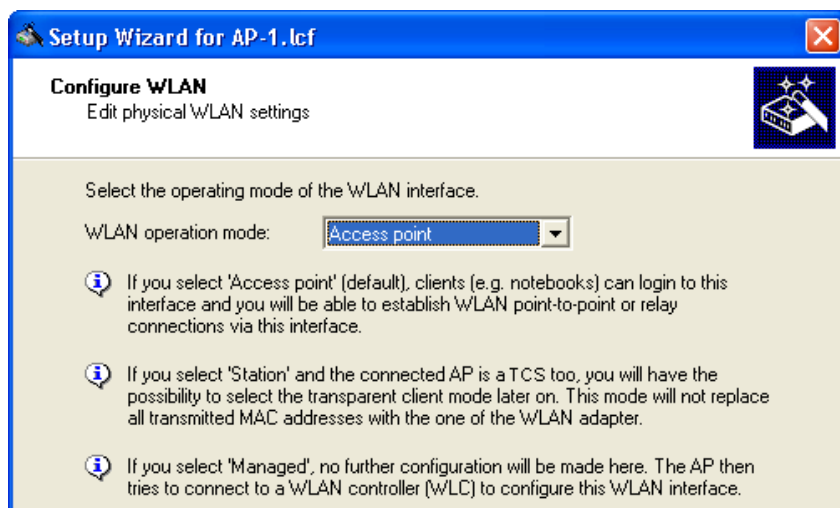 Setup Wizard for AP-1.lcf
Configure WLAN
Edit physical WLAN settings
Select the operating mode of the WLAN interface.
WLAN operation mode: Access point
If you select 'Access point' (default), clients (e.g. notebooks) can login to this
interface and you will be able to establish WLAN point-to-point or relay
connections via this interface.
If you select 'Station' and the connected AP is a TCS too, you will have the
possibility to select the transparent client mode later on. This mode will not replace
all transmitted MAC addresses with the one of the WLAN adapter.
If you select 'Managed', no further configuration will be made here. The AP then
tries to connect to a WLAN controller (WLC) to configure this WLAN interface.